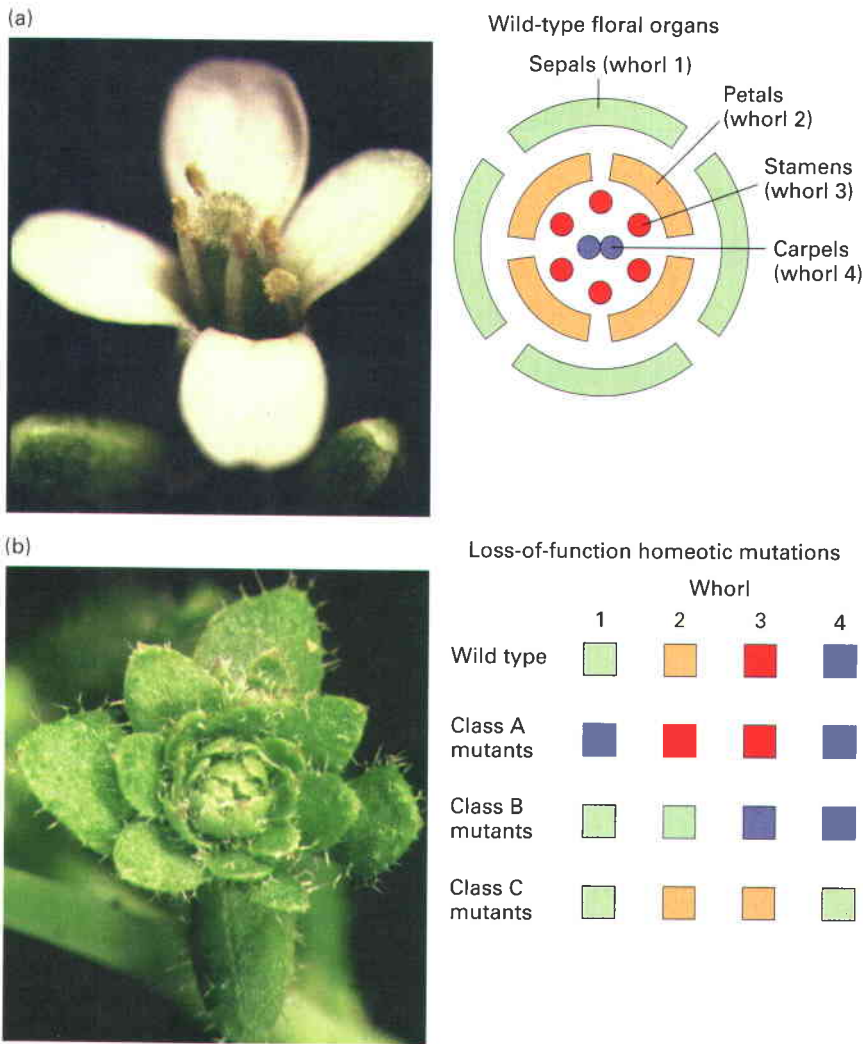 (a)
Wild-type floral organs
Sepals (whorl 1)
Petals
(whorl 2)
Stamens
(whorl 3)
Carpels
(whorl 4)
(b)
Loss-of-function homeotic mutations
Whorl
1 2 3 4
Wild type
Class A
mutants
Class B
mutants
Class C
mutants